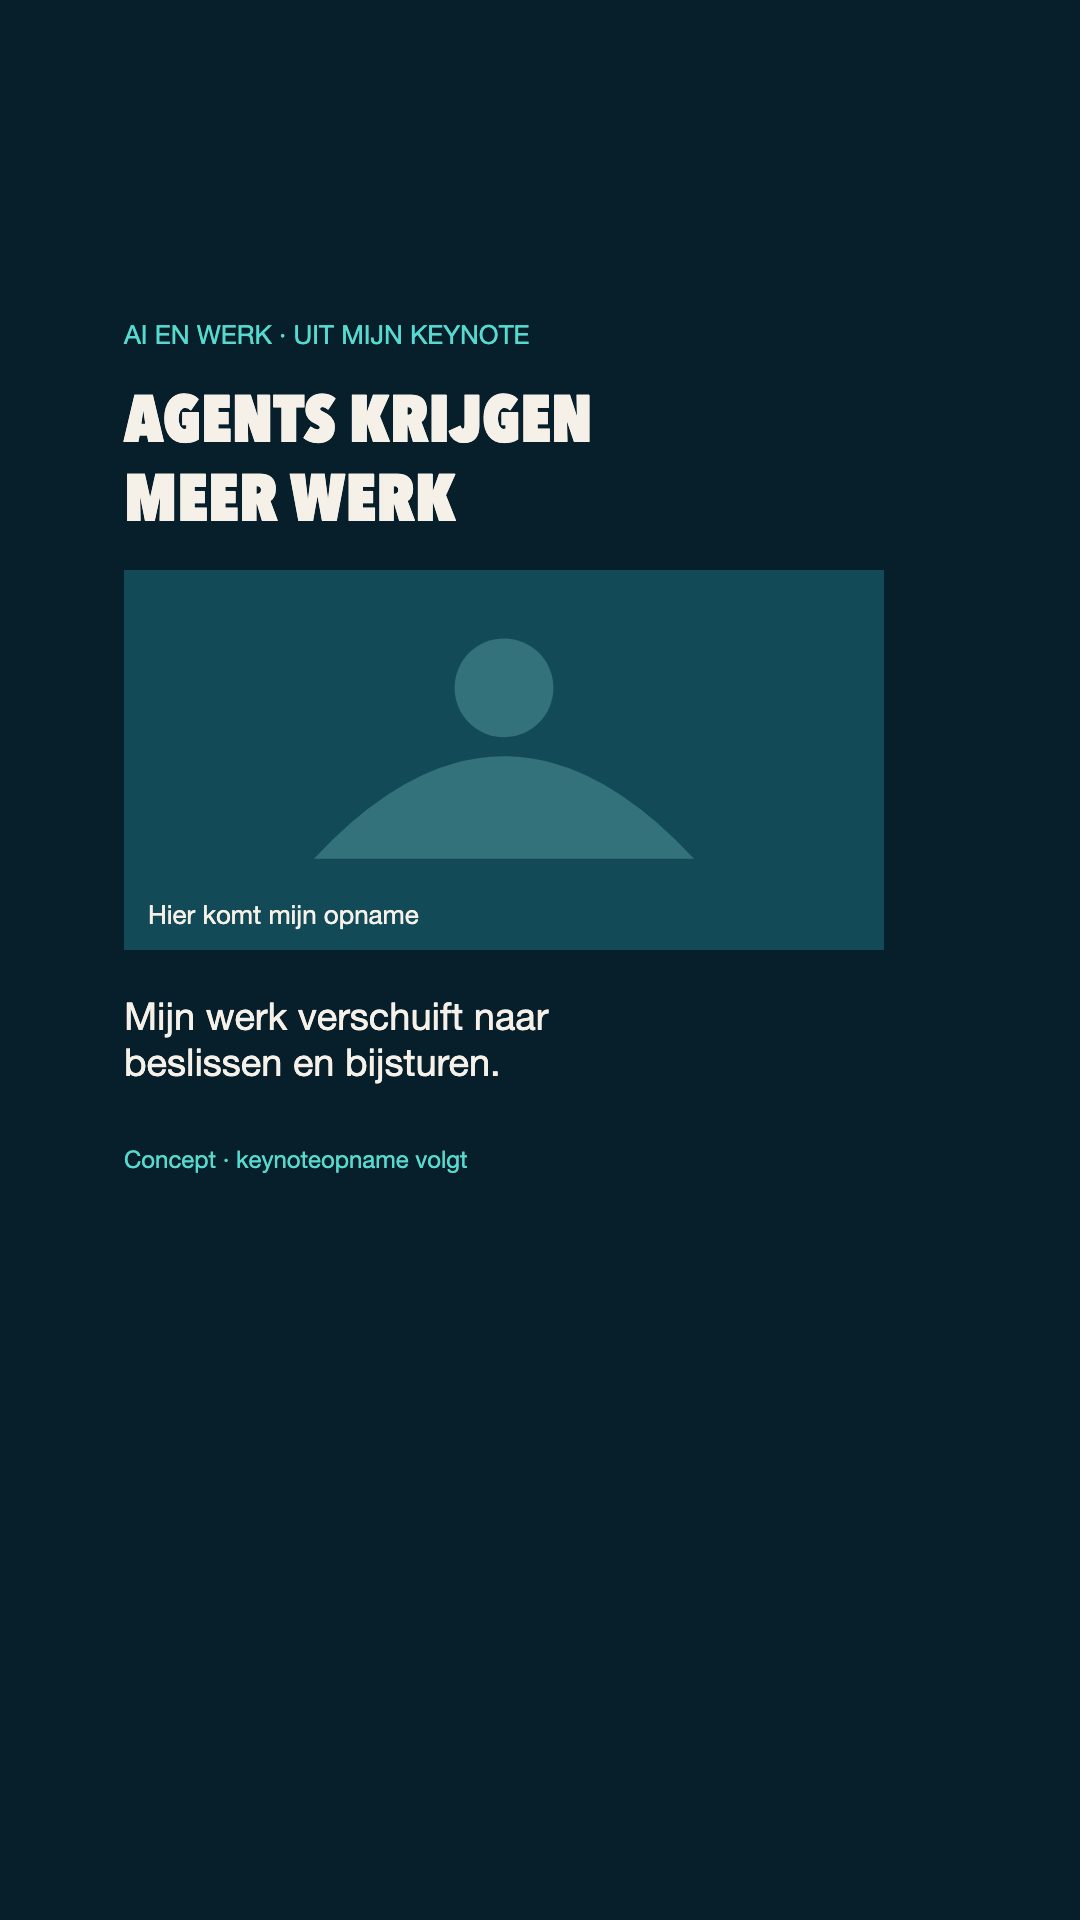 AI EN WERK · UIT MIJN KEYNOTE
AGENTS KRIJGEN
MEER WERK
Hier komt mijn opname
Mijn werk verschuift naar
beslissen en bijsturen.
Concept · keynoteopname volgt